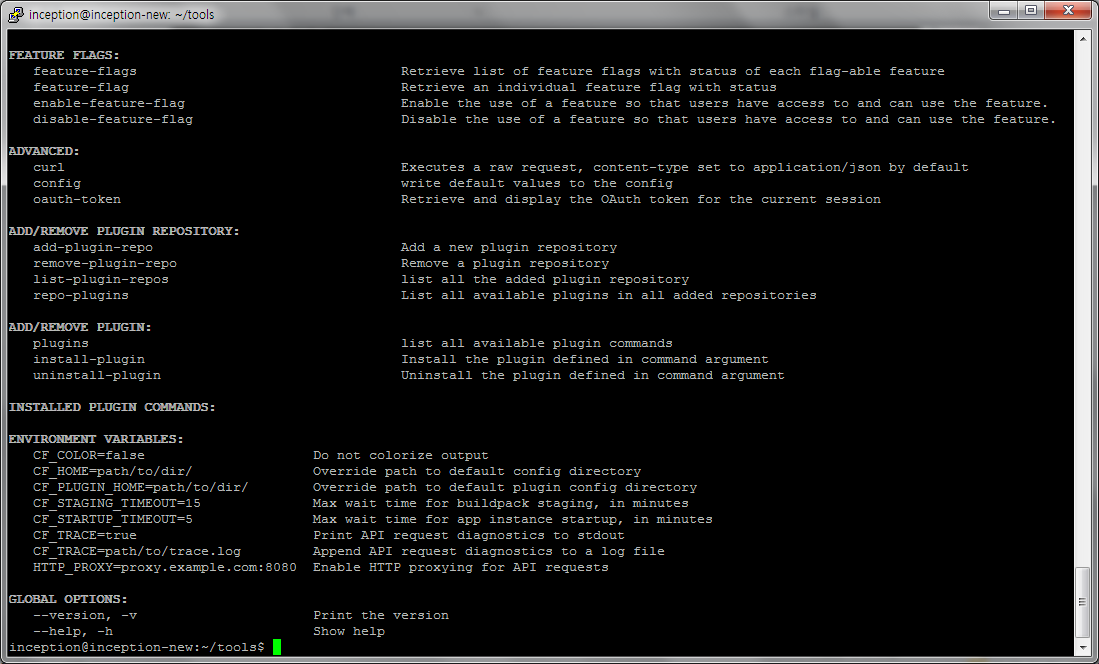 inception@inception-new: ~/tools
FEATURE FLAGS:
feature-flags Retrieve list of feature flags with status of each flag-able feature
feature-flag Retrieve an individual feature flag with status
enable-feature-flag Enable the use of a feature so that users have access to and can use the feature.
disable-feature-flag Disable the use of a feature so that users have access to and can use the feature.
ADVANCED:
curl Executes a raw request, content-type set to application/json by default
config write default values to the config
oauth-token Retrieve and display the OAuth token for the current session
ADD/REMOVE PLUGIN REPOSITORY:
add-plugin-repo Add a new plugin repository
remove-plugin-repo Remove a plugin repository
list-plugin-repos list all the added plugin repository
repo-plugins List all available plugins in all added repositories
ADD/REMOVE PLUGIN:
plugins list all available plugin commands
install-plugin Install the plugin defined in command argument
uninstall-plugin Uninstall the plugin defined in command argument
INSTALLED PLUGIN COMMANDS:
ENVIRONMENT VARIABLES:
CF_COLOR=false Do not colorize output
CF_HOME=path/to/dir/ Override path to default config directory
CF_PLUGIN_HOME=path/to/dir/ Override path to default plugin config directory
CF_STAGING_TIMEOUT=15 Max wait time for buildpack staging, in minutes
CF_STARTUP_TIMEOUT=5 Max wait time for app instance startup, in minutes
CF_TRACE=true Print API request diagnostics to stdout
CF_TRACE=path/to/trace.log Append API request diagnostics to a log file
HTTP_PROXY=proxy.example.com:8080 Enable HTTP proxying for API requests
GLOBAL OPTIONS:
--version, -v Print the version
--help, -h Show help
inception@inception-new:~/tools$